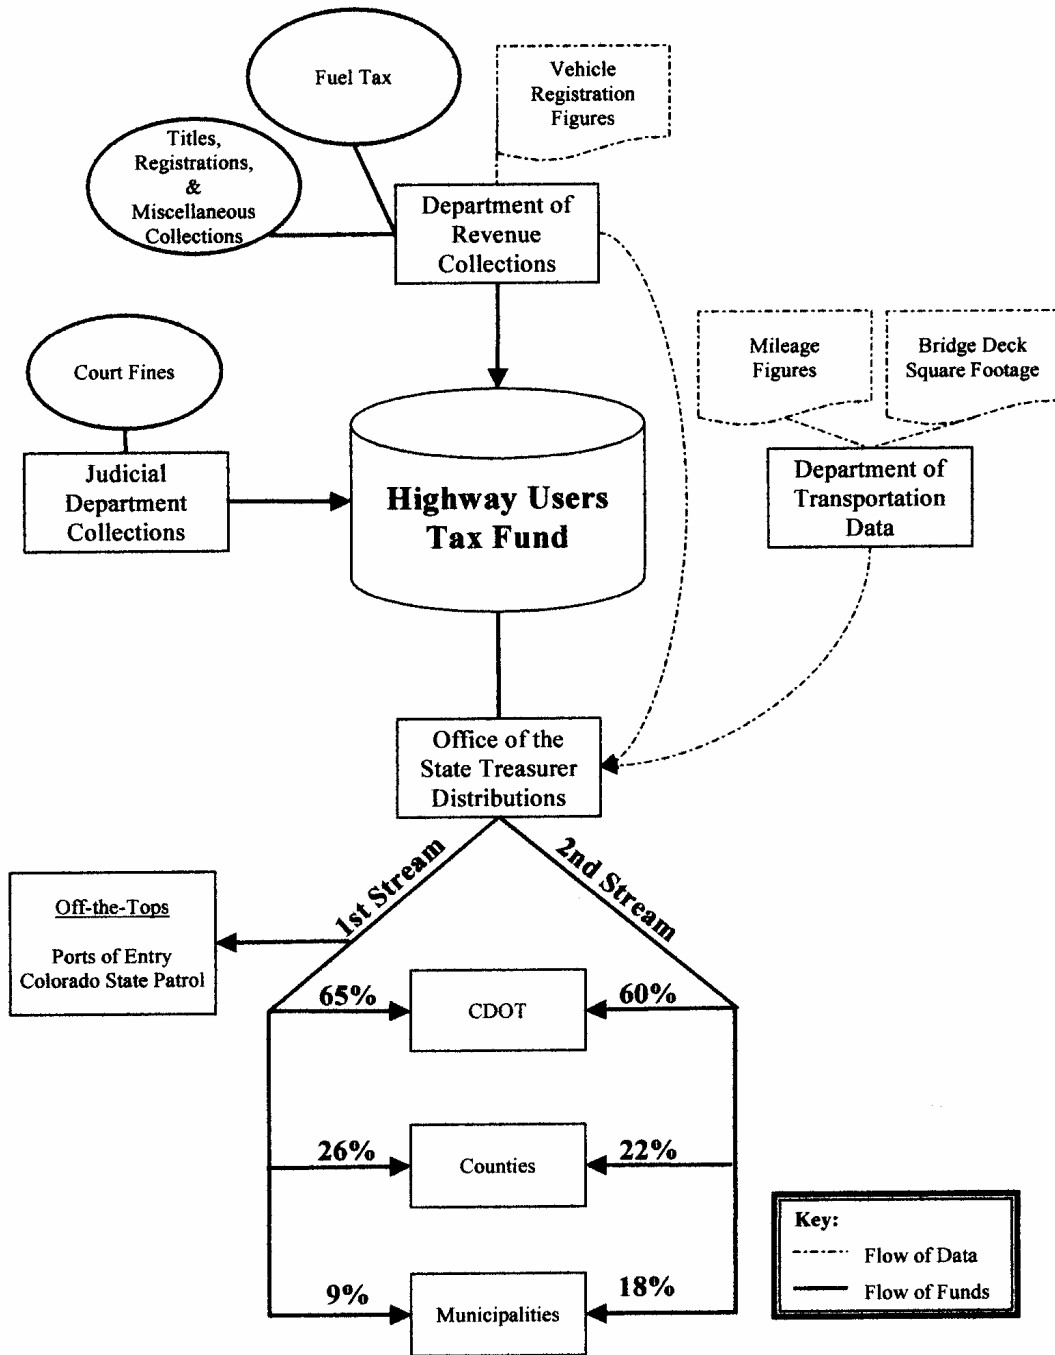 Fuel Tax
Vehicle
Registration
Figures
Titles,
Registrations,
&
Miscellaneous
Collections
Department of
Revenue
Collections
Court Fines
Mileage
Figures
Bridge Deck
Square Footage
Judicial
Department
Collections
Highway Users
Tax Fund
Department of
Transportation
Data
Office of the
State Treasurer
Distributions
1st Stream
2nd Stream
Off-the-Tops
Ports of Entry
Colorado State Patrol
65%
CDOT
60%
26%
Counties
22%
9%
Municipalities
18%
Key:
Flow of Data
Flow of Funds